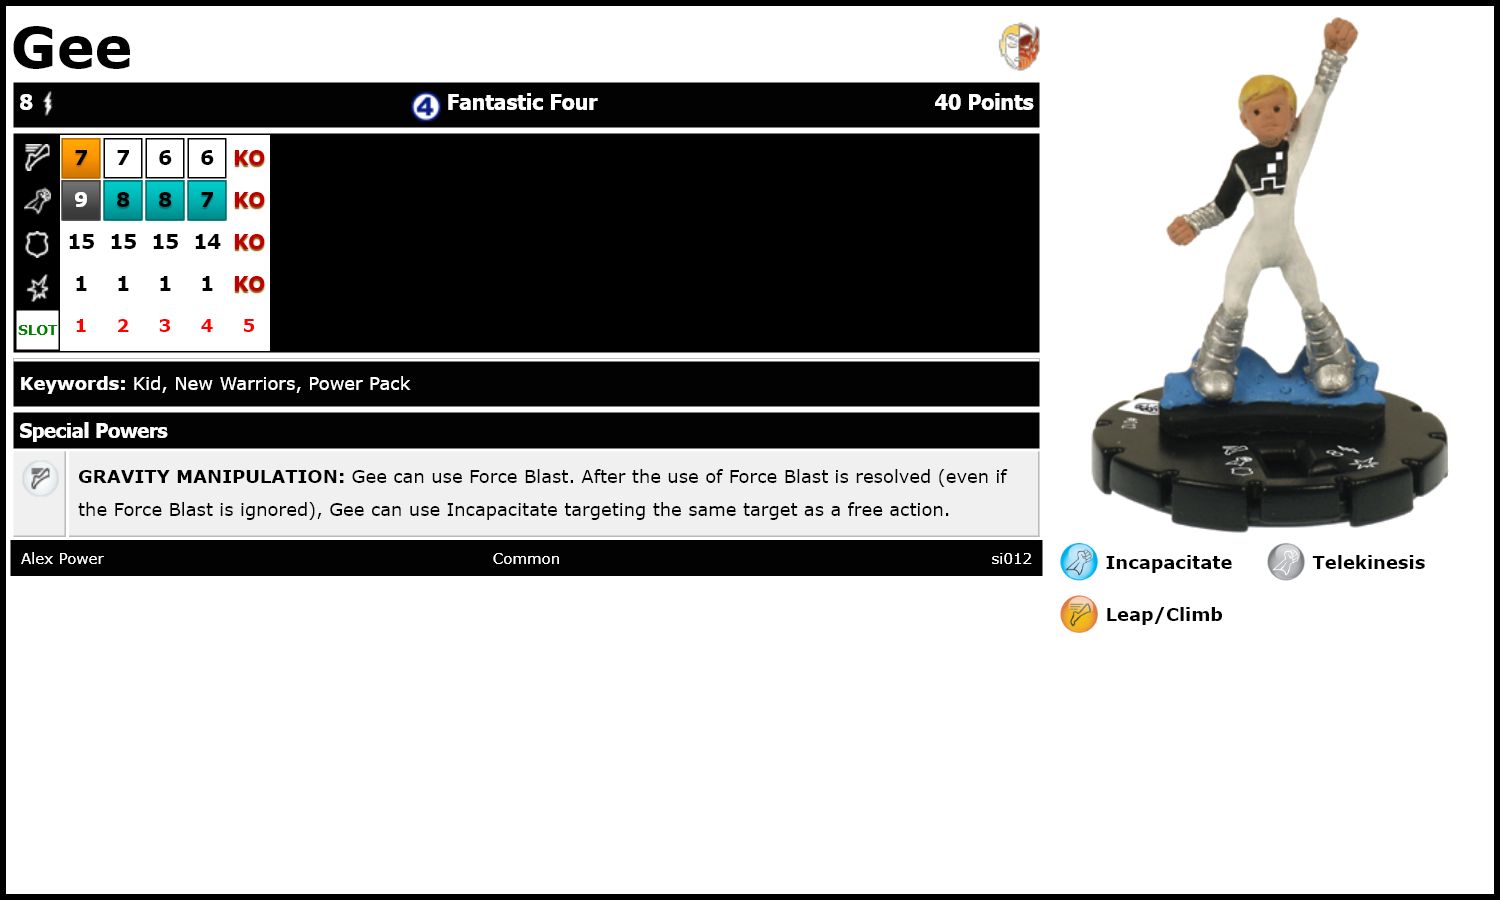 Gee
8 4 Fantastic Four 40 Points
7 7 6 6 KO
9 8 8 7 KO
15 15 15 14 KO
1 1 1 1 KO
SLOT 1 2 3 4 5
Keywords: Kid, New Warriors, Power Pack
Special Powers
GRAVITY MANIPULATION: Gee can use Force Blast. After the use of Force Blast is resolved (even if
the Force Blast is ignored), Gee can use Incapacitate targeting the same target as a free action.
Alex Power Common si012
Incapacitate Telekinesis
Leap/Climb